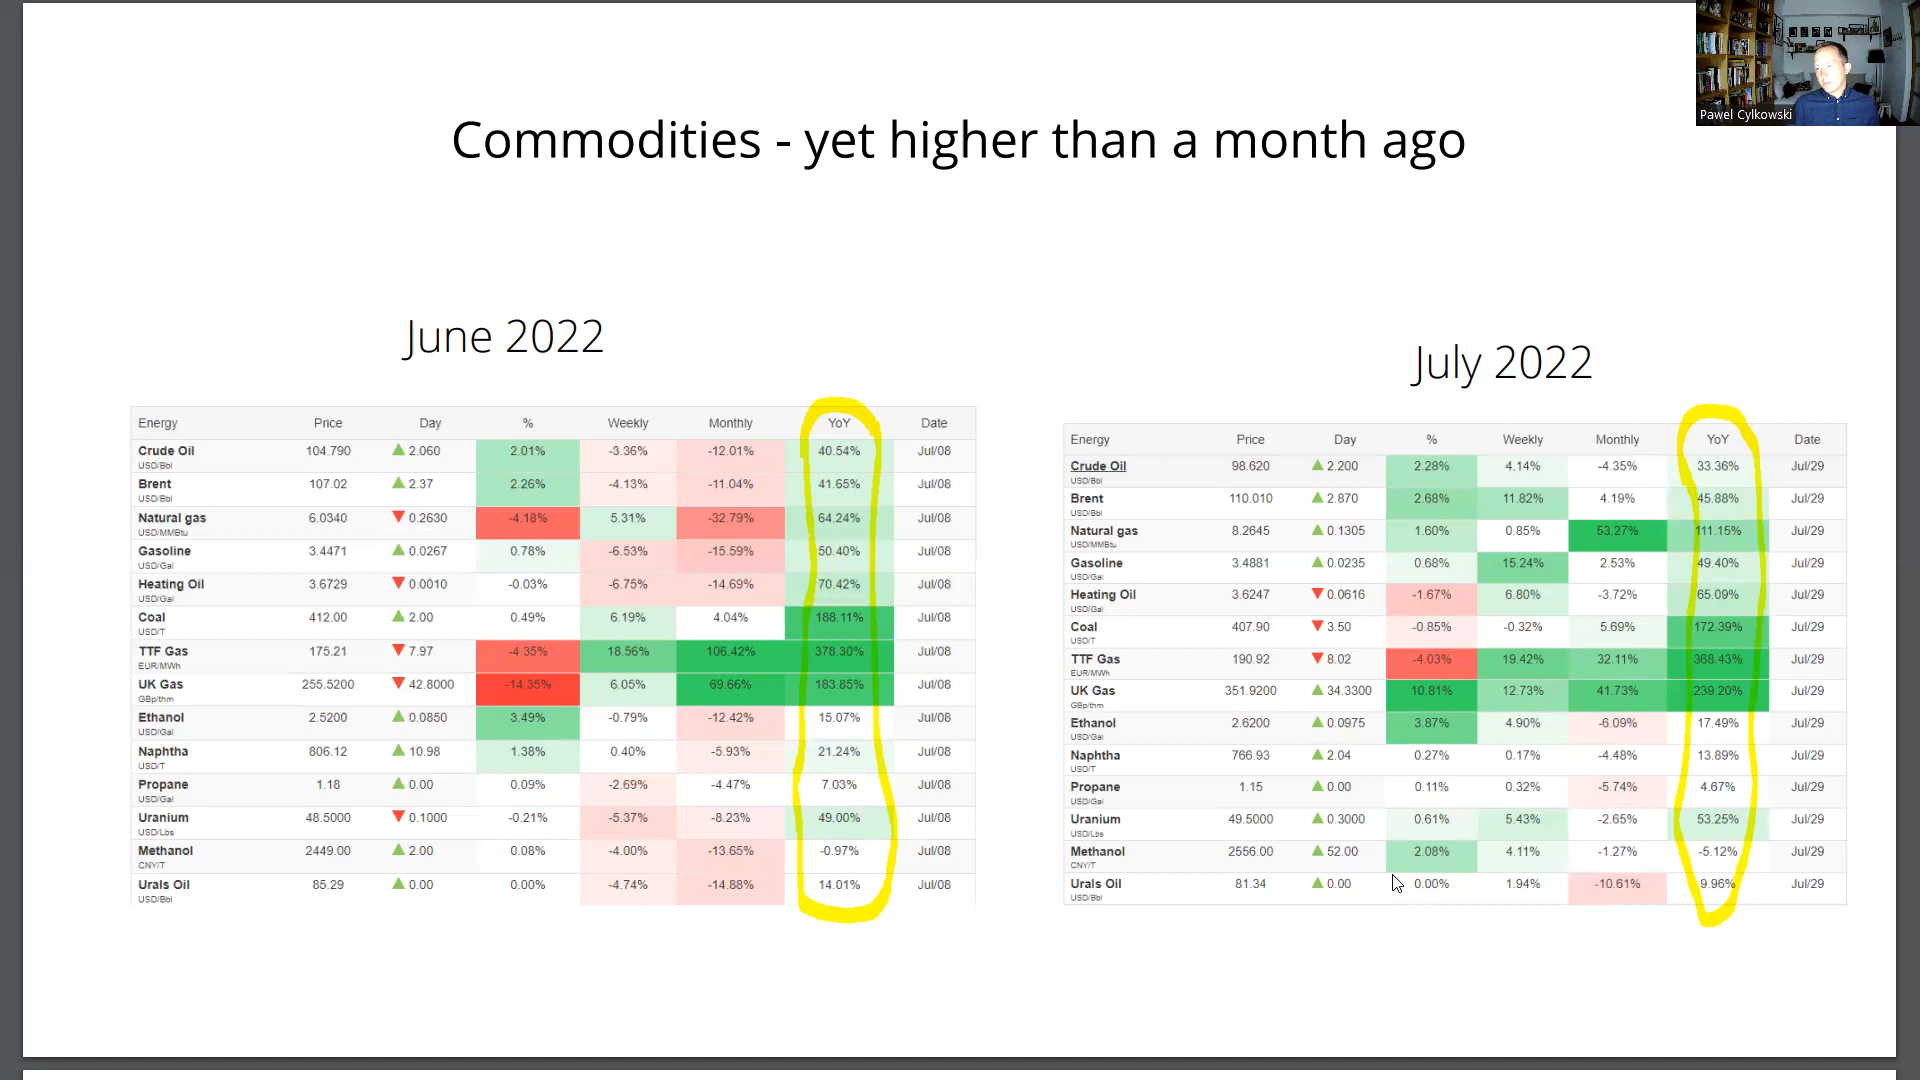 Pawel Cylkowski
Commodities - yet higher than a month ago
June 2022
Energy Price Day % Weekly Monthly YoY Date
Crude Oil 104.790 ▲ 2.060 2.01% -3.36% -12.01% 40.54% Jul/08
USD/Bbl
Brent 107.02 ▲ 2.37 2.26% -4.13% -11.04% 41.65% Jul/08
USD/Bbl
Natural gas 6.0340 ▼ 0.2630 -4.18% 5.31% -32.79% 64.24% Jul/08
USD/MMBtu
Gasoline 3.4471 ▲ 0.0267 0.78% -6.53% -15.59% 50.40% Jul/08
USD/Gal
Heating Oil 3.6729 ▼ 0.0010 -0.03% -6.75% -14.69% 70.42% Jul/08
USD/Gal
Coal 412.00 ▲ 2.00 0.49% 6.19% 4.04% 188.11% Jul/08
USD/T
TTF Gas 175.21 ▼ 7.97 -4.35% 18.56% 106.42% 378.30% Jul/08
EUR/MWh
UK Gas 255.5200 ▼ 42.8000 -14.35% 6.05% 69.66% 183.85% Jul/08
GBp/thm
Ethanol 2.5200 ▲ 0.0850 3.49% -0.79% -12.42% 15.07% Jul/08
USD/Gal
Naphtha 806.12 ▲ 10.98 1.38% 0.40% -5.93% 21.24% Jul/08
USD/T
Propane 1.18 ▲ 0.00 0.09% -2.69% -4.47% 7.03% Jul/08
USD/Gal
Uranium 48.5000 ▼ 0.1000 -0.21% -5.37% -8.23% 49.00% Jul/08
USD/Lbs
Methanol 2449.00 ▲ 2.00 0.08% -4.00% -13.65% -0.97% Jul/08
CNY/T
Urals Oil 85.29 ▲ 0.00 0.00% -4.74% -14.88% 14.01% Jul/08
USD/Bbl
July 2022
Energy Price Day % Weekly Monthly YoY Date
Crude Oil 98.620 ▲ 2.200 2.28% 4.14% -4.35% 33.36% Jul/29
USD/Bbl
Brent 110.010 ▲ 2.870 2.68% 11.82% 4.19% 45.88% Jul/29
USD/Bbl
Natural gas 8.2645 ▲ 0.1305 1.60% 0.85% 53.27% 111.15% Jul/29
USD/MMBtu
Gasoline 3.4881 ▲ 0.0235 0.68% 15.24% 2.53% 49.40% Jul/29
USD/Gal
Heating Oil 3.6247 ▼ 0.0616 -1.67% 6.80% -3.72% 65.09% Jul/29
USD/Gal
Coal 407.90 ▼ 3.50 -0.85% -0.32% 5.69% 172.39% Jul/29
USD/T
TTF Gas 190.92 ▼ 8.02 -4.03% 19.42% 32.11% 368.43% Jul/29
EUR/MWh
UK Gas 351.9200 ▲ 34.3300 10.81% 12.73% 41.73% 239.20% Jul/29
GBp/thm
Ethanol 2.6200 ▲ 0.0975 3.87% 4.90% -6.09% 17.49% Jul/29
USD/Gal
Naphtha 766.93 ▲ 2.04 0.27% 0.17% -4.48% 13.89% Jul/29
USD/T
Propane 1.15 ▲ 0.00 0.11% 0.32% -5.74% 4.67% Jul/29
USD/Gal
Uranium 49.5000 ▲ 0.3000 0.61% 5.43% -2.65% 53.25% Jul/29
USD/Lbs
Methanol 2556.00 ▲ 52.00 2.08% 4.11% -1.27% -5.12% Jul/29
CNY/T
Urals Oil 81.34 ▲ 0.00 0.00% 1.94% -10.61% 9.96% Jul/29
USD/Bbl